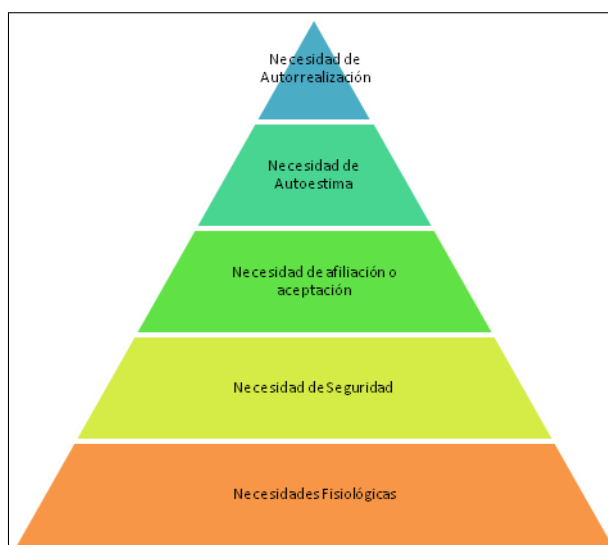 Necesidad de
Autorrealización
Necesidad de
Autoestima
Necesidad de afiliación o
aceptación
Necesidad de Seguridad
Necesidades Fisiológicas